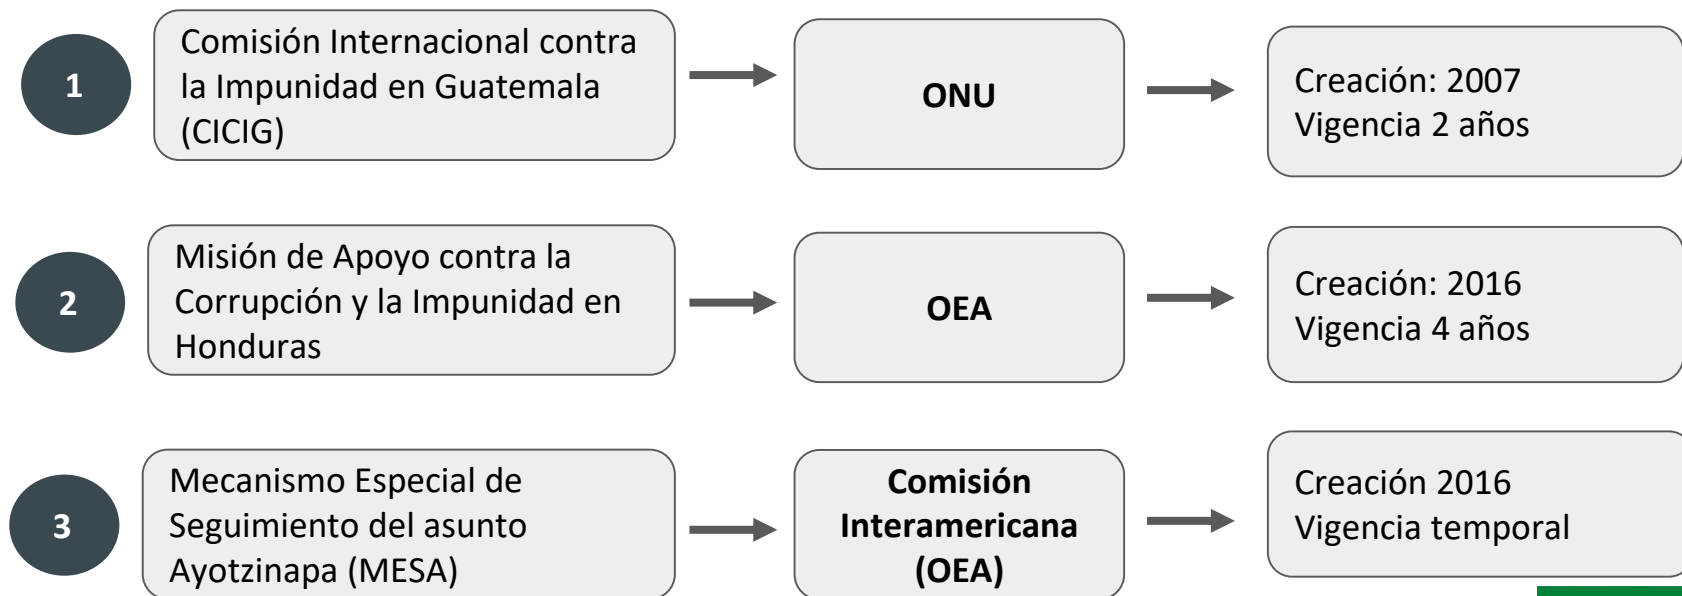 1
Comisión Internacional contra
la Impunidad en Guatemala
(CICIG)
ONU
Creación: 2007
Vigencia 2 años
2
Misión de Apoyo contra la
Corrupción y la Impunidad en
Honduras
OEA
Creación: 2016
Vigencia 4 años
3
Mecanismo Especial de
Seguimiento del asunto
Ayotzinapa (MESA)
Comisión
Interamericana
(OEA)
Creación 2016
Vigencia temporal